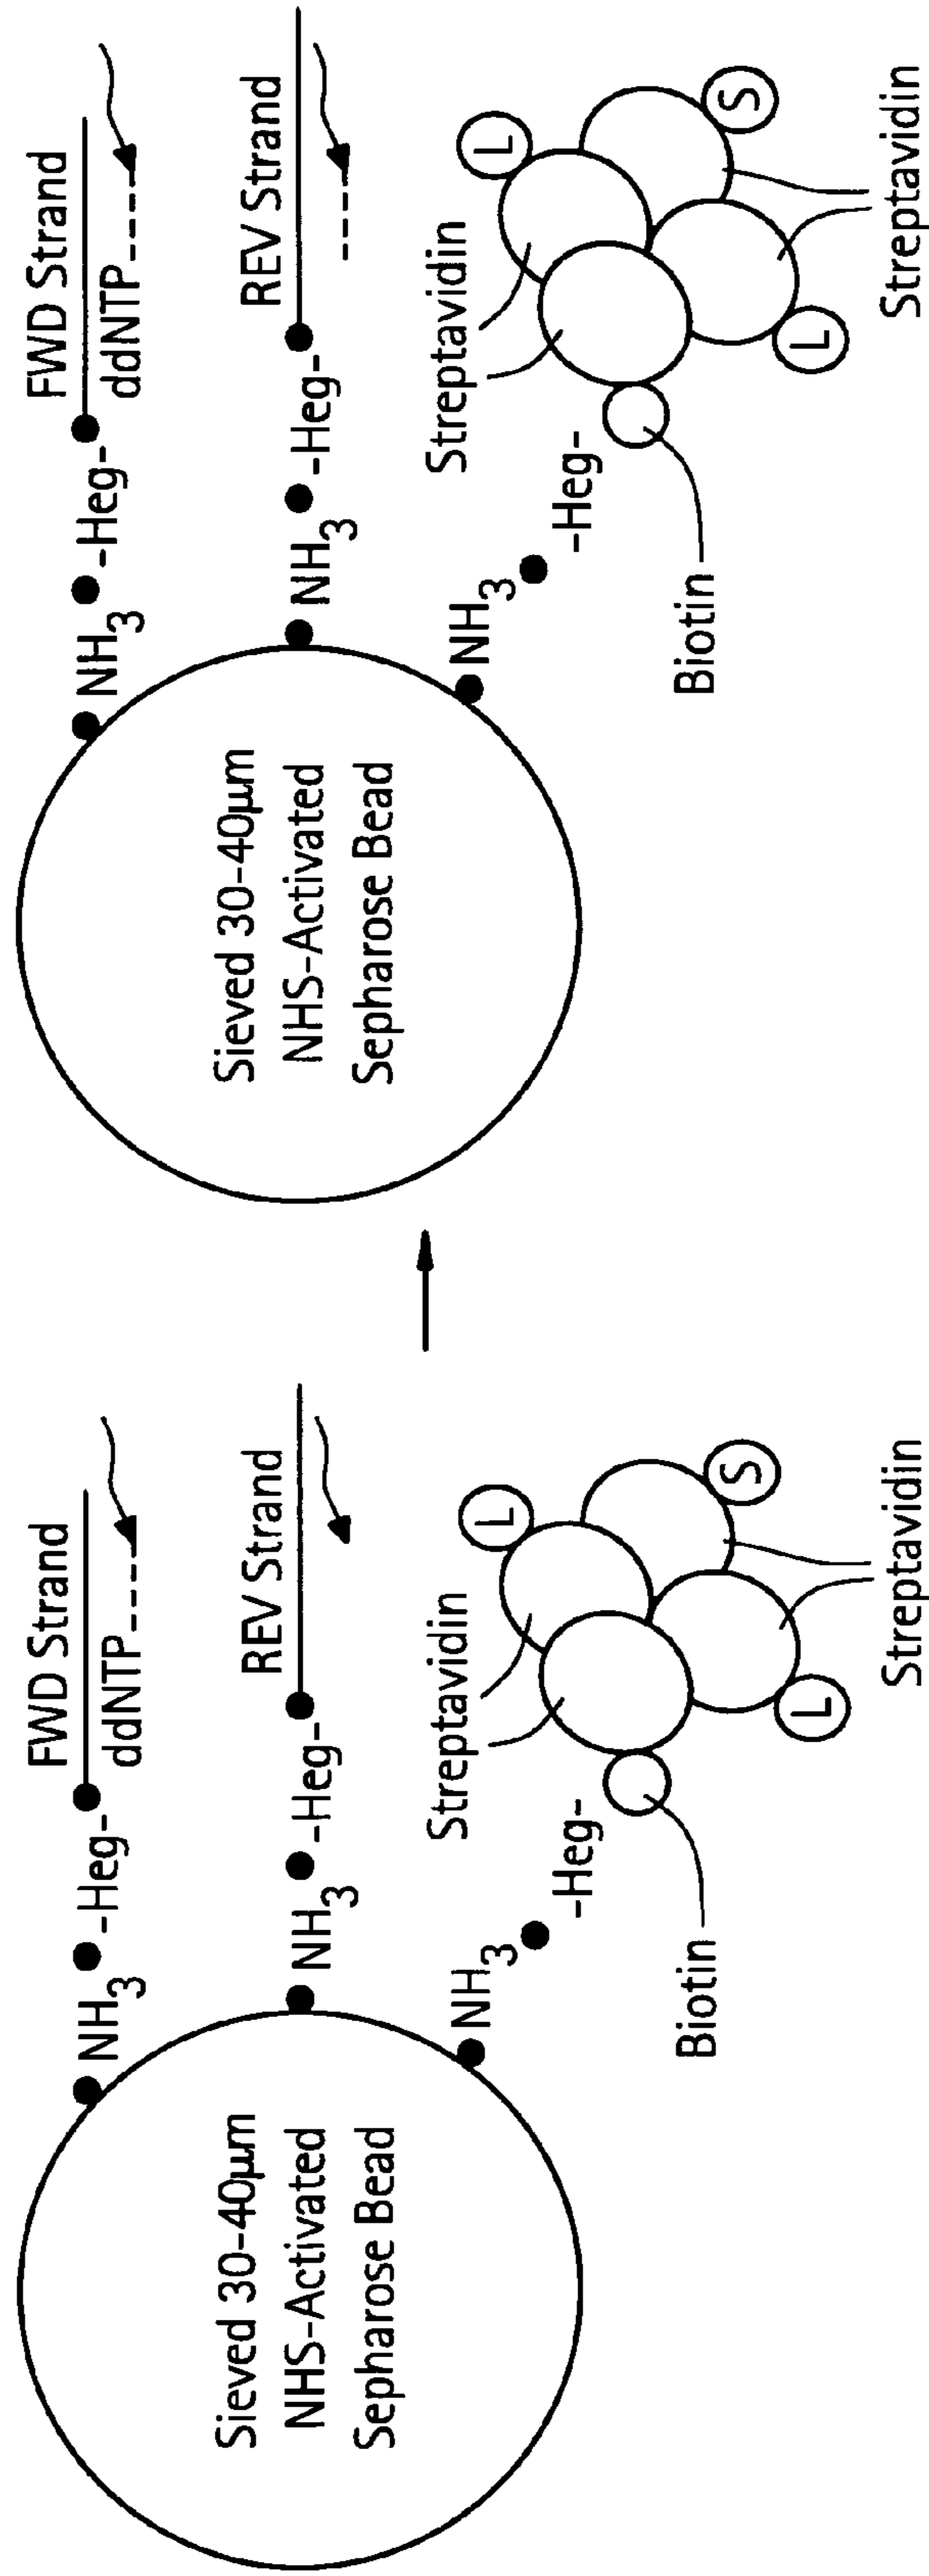 Sieved 30-40μm
NHS-Activated
Sepharose Bead
NH3 -Heg-
FWD Strand
ddNTP
NH3 -Heg-
REV Strand
NH3 -Heg-
Biotin
Streptavidin
L
L
S
Streptavidin
Sieved 30-40μm
NHS-Activated
Sepharose Bead
NH3 -Heg-
FWD Strand
ddNTP
NH3 -Heg-
REV Strand
NH3 -Heg-
Biotin
Streptavidin
L
L
S
Streptavidin